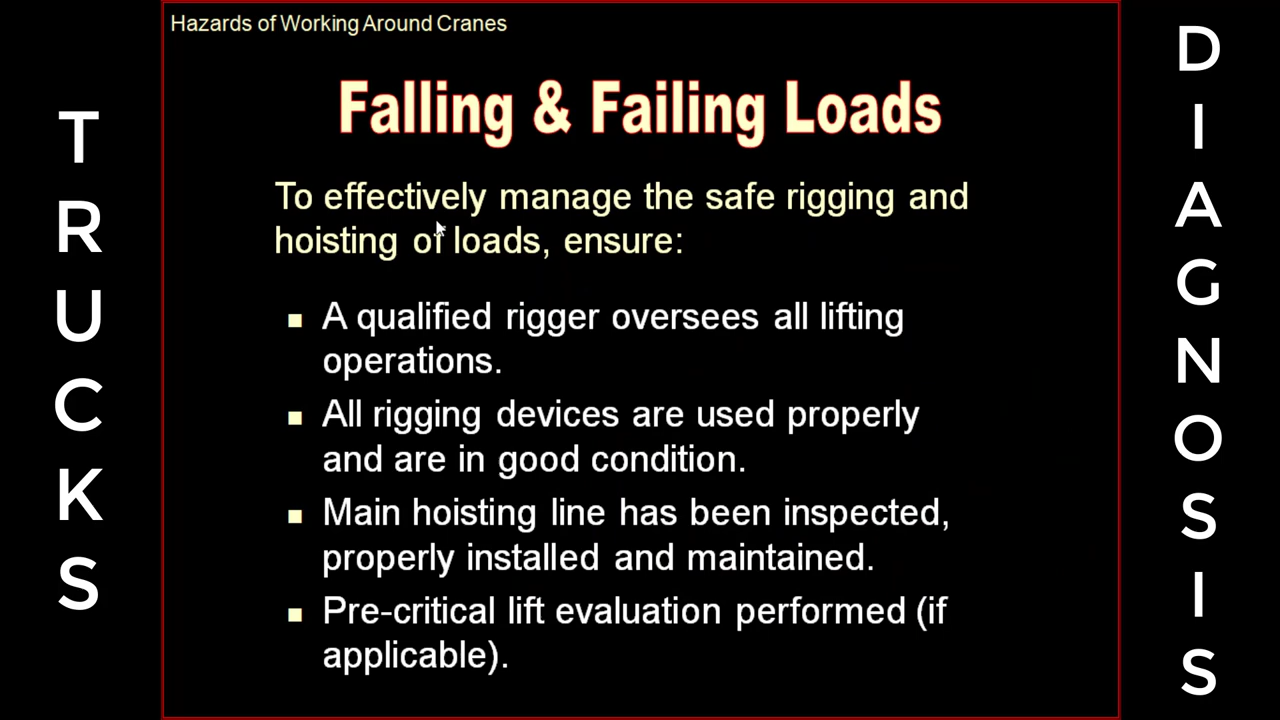 Hazards of Working Around Cranes
Falling & Failing Loads
To effectively manage the safe rigging and
hoisting of loads, ensure:
A qualified rigger oversees all lifting
operations.
All rigging devices are used properly
and are in good condition.
Main hoisting line has been inspected,
properly installed and maintained.
Pre-critical lift evaluation performed (if
applicable).
TRUCKS
DIAGNOSIS